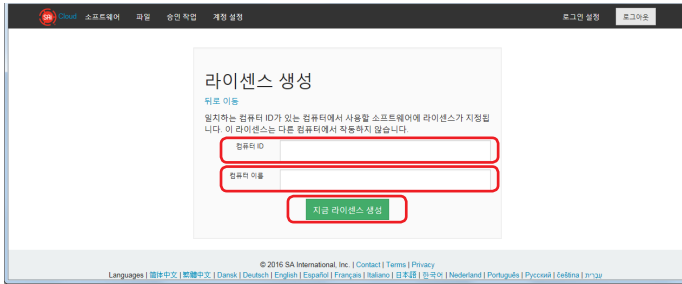 SA Cloud 소프트웨어 파일 승인 작업 계정 설정 로그인 설정 로그아웃
라이센스 생성
뒤로 이동
일치하는 컴퓨터 ID가 있는 컴퓨터에서 사용할 소프트웨어에 라이센스가 지정됩
니다. 이 라이센스는 다른 컴퓨터에서 작동하지 않습니다.
컴퓨터 ID
컴퓨터 이름
지금 라이센스 생성
© 2016 SA International, Inc. | Contact | Terms | Privacy
Languages | 简体中文 | 繁體中文 | Dansk | Deutsch | English | Español | Français | Italiano | 日本語 | 한국어 | Nederland | Português | Русский | čeština | עברית